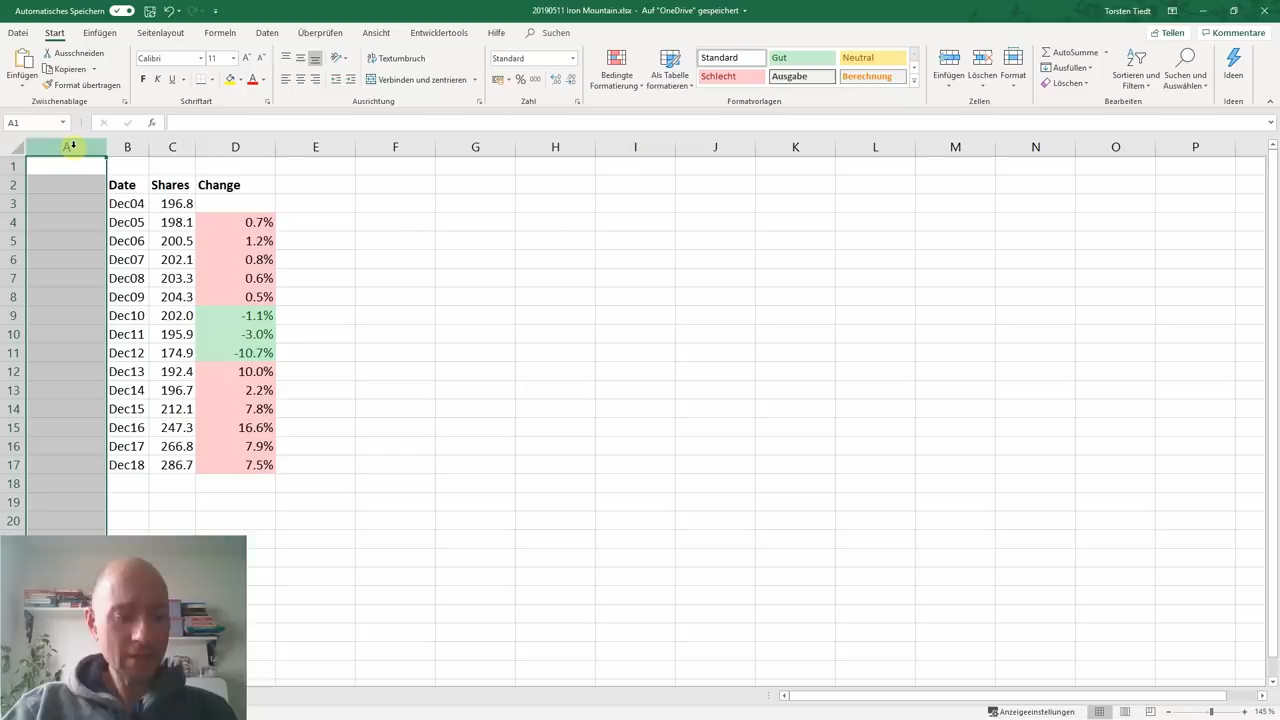 Automatisches Speichern
20190511 Iron Mountain.xlsx - Auf "OneDrive" gespeichert
Torsten Tiedt
Datei Start Einfügen Seitenlayout Formeln Daten Überprüfung Ansicht Entwicklertools Hilfe Suchen Teilen Kommentare
Einfügen
Ausschneiden
Kopieren
Format übertragen
Zwischenablage
Calibri 11
F K U
Schriftart
Textumbruch
Verbinden und zentrieren
Ausrichtung
Standard
% 000
Zahl
Bedingte Formatierung
Als Tabelle formatieren
Standard Gut Neutral
Schlecht Ausgabe Berechnung
Formatvorlagen
Einfügen Löschen Format
Zellen
AutoSumme
Ausfüllen
Löschen
Sortieren und Filtern
Suchen und Auswählen
Bearbeiten
Ideen
Ideen
A1 fx
A B C D E F G H I J K L M N O P
1
2 Date Shares Change
3 Dec04 196.8
4 Dec05 198.1 0.7%
5 Dec06 200.5 1.2%
6 Dec07 202.1 0.8%
7 Dec08 203.3 0.6%
8 Dec09 204.3 0.5%
9 Dec10 202.0 -1.1%
10 Dec11 195.9 -3.0%
11 Dec12 174.9 -10.7%
12 Dec13 192.4 10.0%
13 Dec14 196.7 2.2%
14 Dec15 212.1 7.8%
15 Dec16 247.3 16.6%
16 Dec17 266.8 7.9%
17 Dec18 286.7 7.5%
18
19
20
Anzeigeeinstellungen
145 %